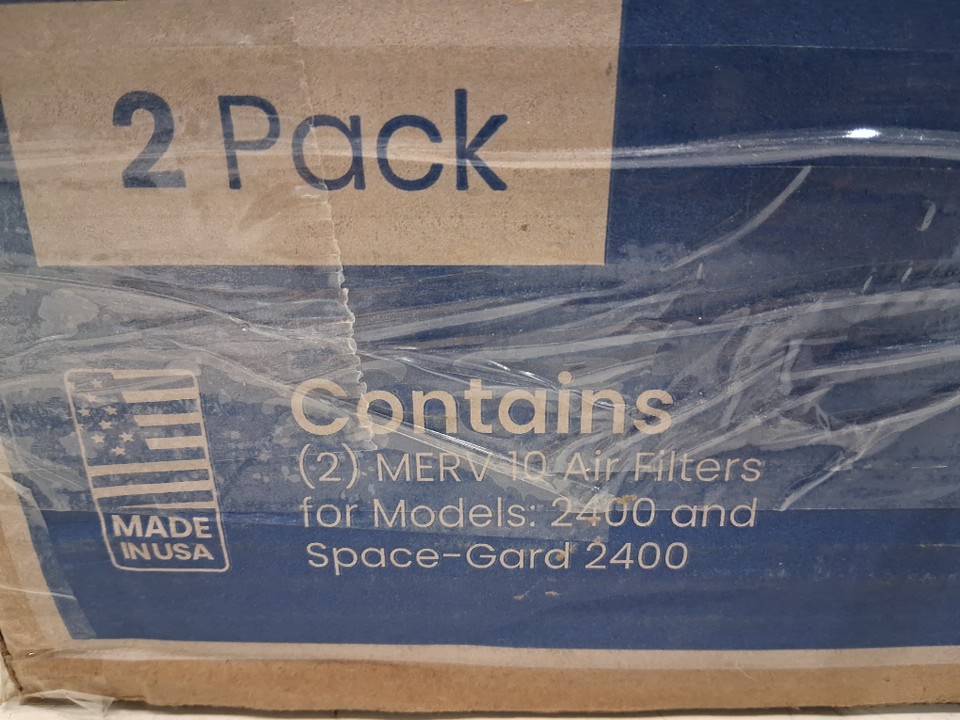 2 Pack
Contains
(2) MERV 10 Air Filters
for Models: 2400 and
Space-Gard 2400
MADE
IN USA